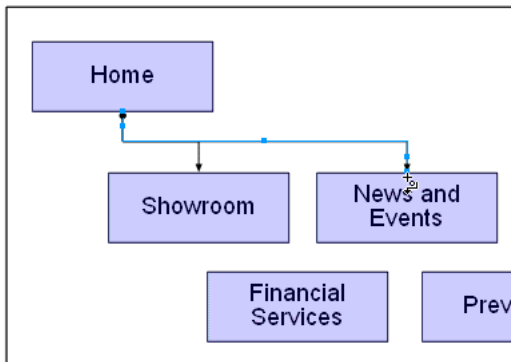 Home
Showroom
News and
Events
Financial
Services
Prev